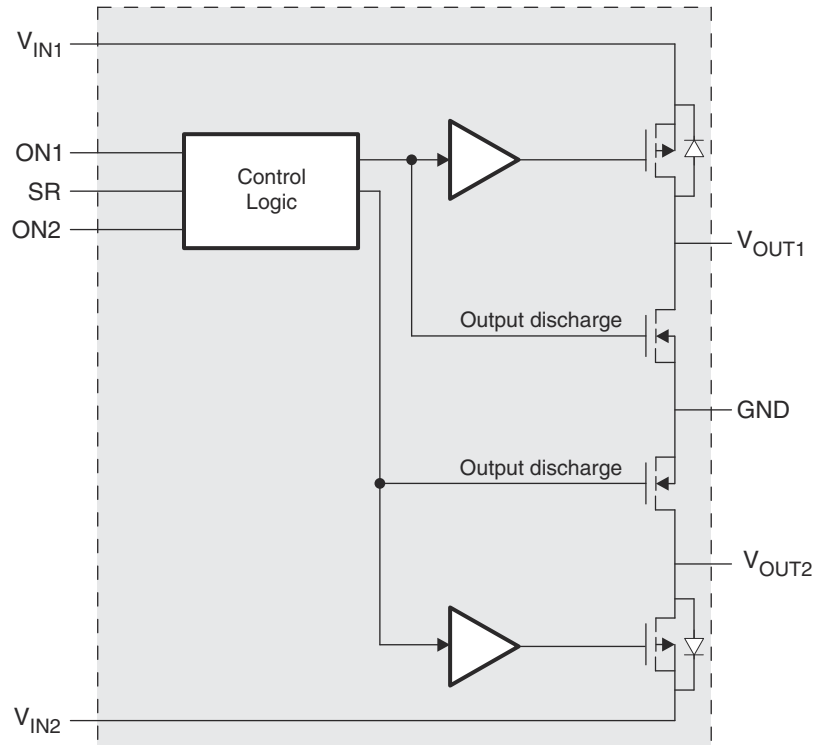 VIN1
ON1
SR
ON2
Control
Logic
VOUT1
Output discharge
GND
Output discharge
VOUT2
VIN2